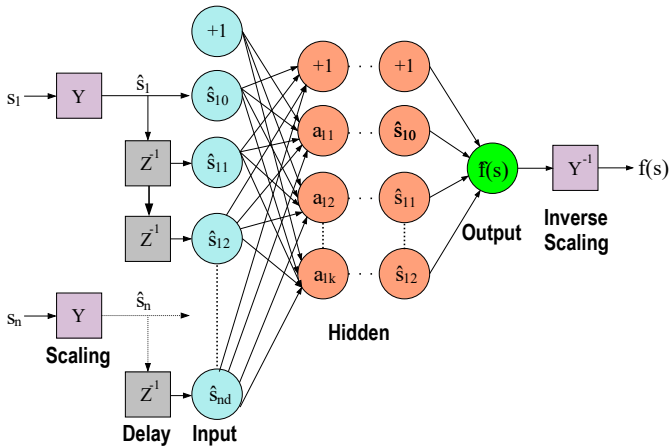 +1
+1 +1
s1 Y ŝ1 ŝ10
a11 ŝ10
Z-1 ŝ11
f(s) Y-1 f(s)
a12 ŝ11
Z-1 ŝ12
Output Inverse
Scaling
a1k ŝ12
sn Y ŝn
Hidden
Scaling
Z-1 ŝnd
Delay Input